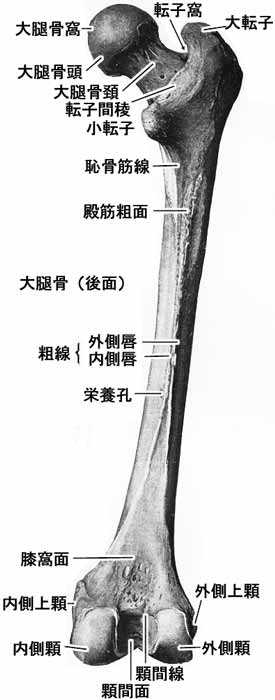 転子窩
大腿骨窩
大転子
大腿骨頭
大腿骨頚
転子間稜
小転子
恥骨筋線
殿筋粗面
大腿骨（後面）
外側唇
粗線
内側唇
栄養孔
膝窩面
外側上顆
内側上顆
内側顆
外側顆
顆間線
顆間面